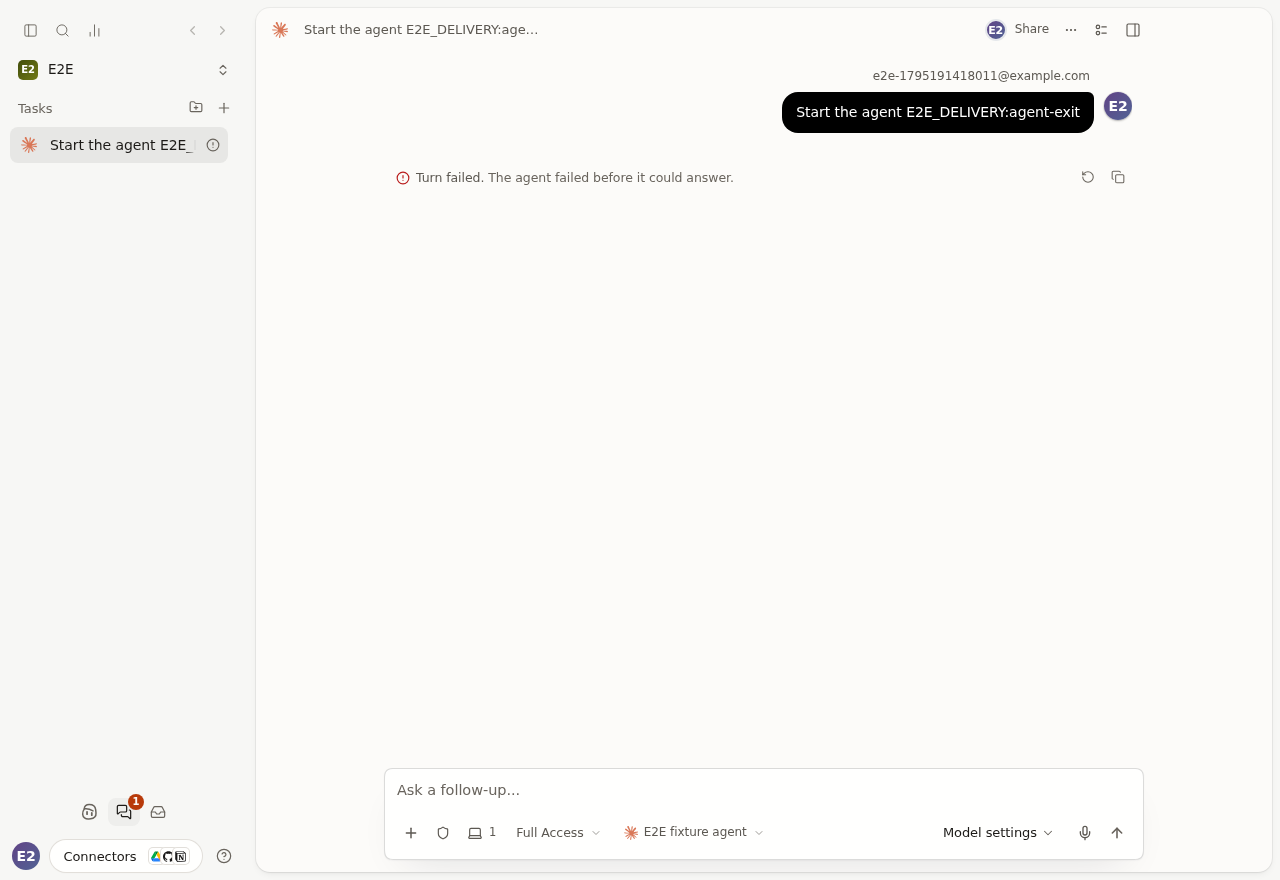 Start the agent E2E_DELIVERY:age...
E2 Share
E2 E2E
e2e-1795191418011@example.com
Tasks
Start the agent E2E_DELIVERY:agent-exit
E2
Start the agent E2E_
Turn failed. The agent failed before it could answer.
Ask a follow-up...
1
1 Full Access E2E fixture agent Model settings
E2 Connectors